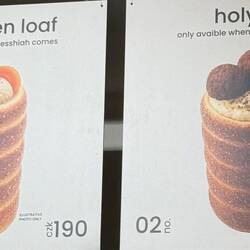 en loaf
esshiah comes
ILLUSTRATIVE
PHOTO ONLY
czk 190
holy
only avaible when
02 no.